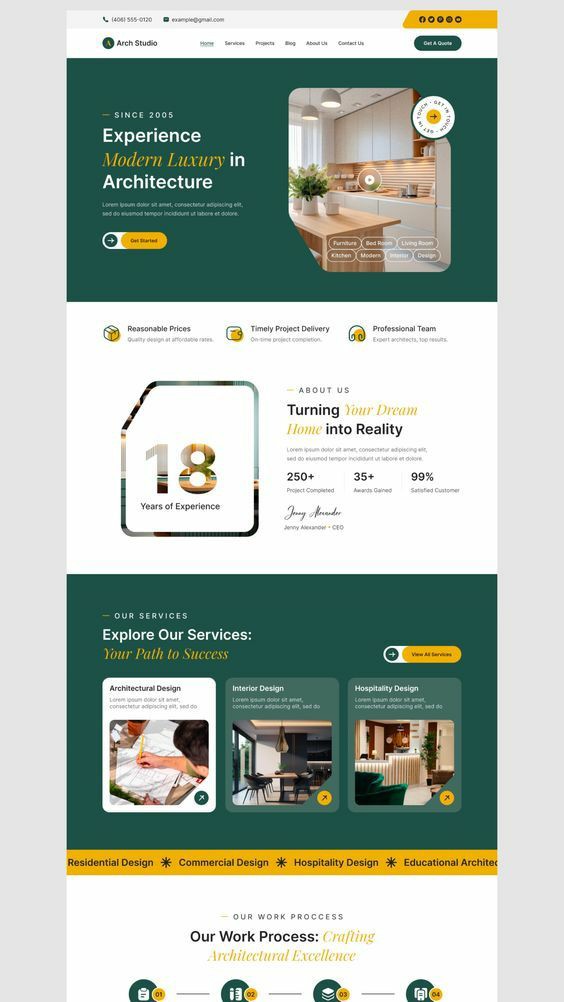 (406) 555-0120 example@gmail.com
A Arch Studio Home Services Projects Blog About Us Contact Us Get A Quote
SINCE 2005
Experience
Modern Luxury in
Architecture
Lorem ipsum dolor sit amet, consectetur adipiscing elit,
sed do eiusmod tempor incididunt ut labore et dolore.
Get Started
GET IN TOUCH • GET IN TOUCH •
Furniture Bed Room Living Room
Kitchen Modern Interior Design
Reasonable Prices
Quality design at affordable rates.
Timely Project Delivery
On-time project completion.
Professional Team
Expert architects, top results.
18
Years of Experience
ABOUT US
Turning Your Dream
Home into Reality
Lorem ipsum dolor sit amet, consectetur adipiscing elit,
sed do eiusmod tempor incididunt ut labore et dolore.
250+ 35+ 99%
Project Completed Awards Gained Satisfied Customer
Jenny Alexander
Jenny Alexander • CEO
OUR SERVICES
Explore Our Services:
Your Path to Success
View All Services
Architectural Design
Lorem ipsum dolor sit amet,
consectetur adipiscing elit, sed do
Interior Design
Lorem ipsum dolor sit amet,
consectetur adipiscing elit, sed do
Hospitality Design
Lorem ipsum dolor sit amet,
consectetur adipiscing elit, sed do
Residential Design Commercial Design Hospitality Design Educational Architec
OUR WORK PROCCESS
Our Work Process: Crafting
Architectural Excellence
01 02 03 04